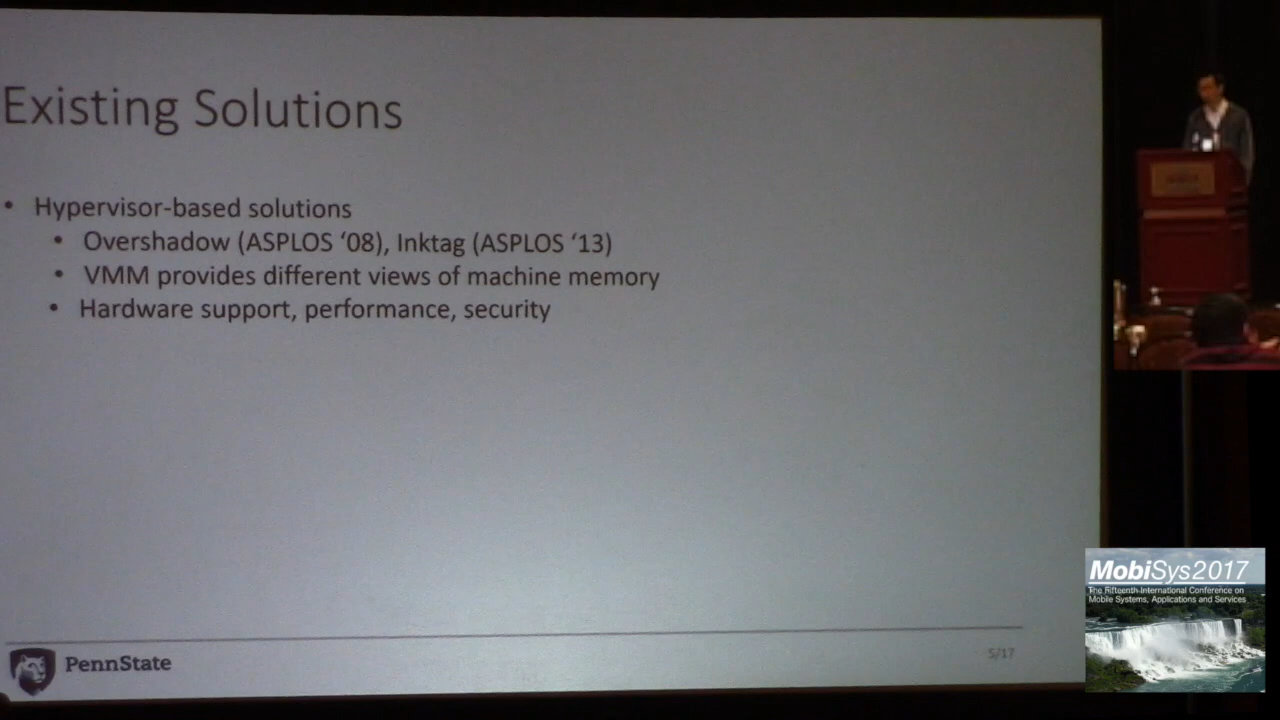 Existing Solutions
• Hypervisor-based solutions
• Overshadow (ASPLOS ‘08), Inktag (ASPLOS ‘13)
• VMM provides different views of machine memory
• Hardware support, performance, security
PennState
5/17
MobiSys2017
The Fifteenth International Conference on
Mobile Systems, Applications and Services